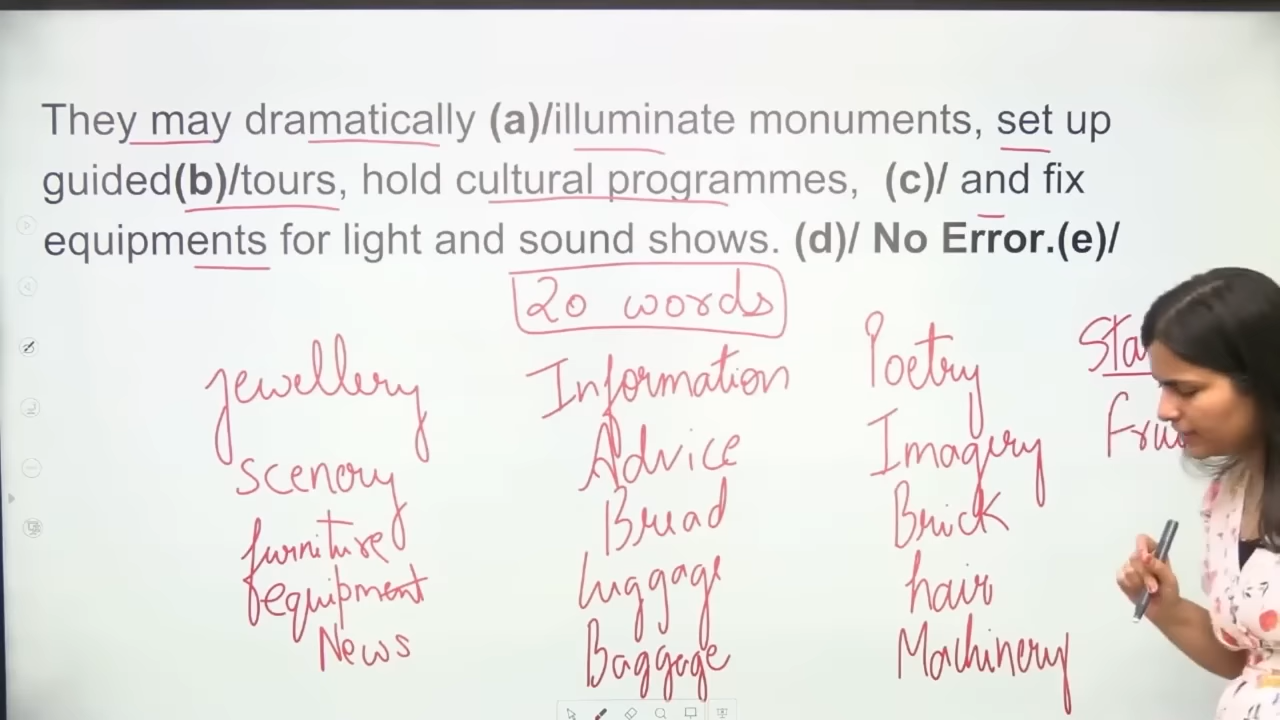 They may dramatically (a)/illuminate monuments, set up
guided(b)/tours, hold cultural programmes, (c)/ and fix
equipments for light and sound shows. (d)/ No Error.(e)/
20 words
Jewellery
Scenery
furniture
equipment
News
Information
Advice
Bread
Luggage
Baggage
Poetry
Imagery
Brick
hair
Machinery